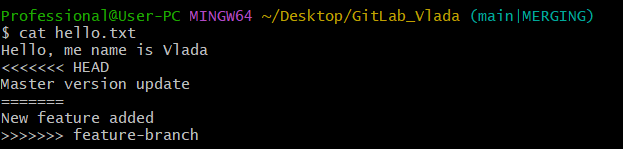 Professional@User-PC MINGW64 ~/Desktop/GitLab_Vlada (main|MERGING)
$ cat hello.txt
Hello, me name is Vlada
<<<<<<< HEAD
Master version update
=======
New feature added
>>>>>>> feature-branch